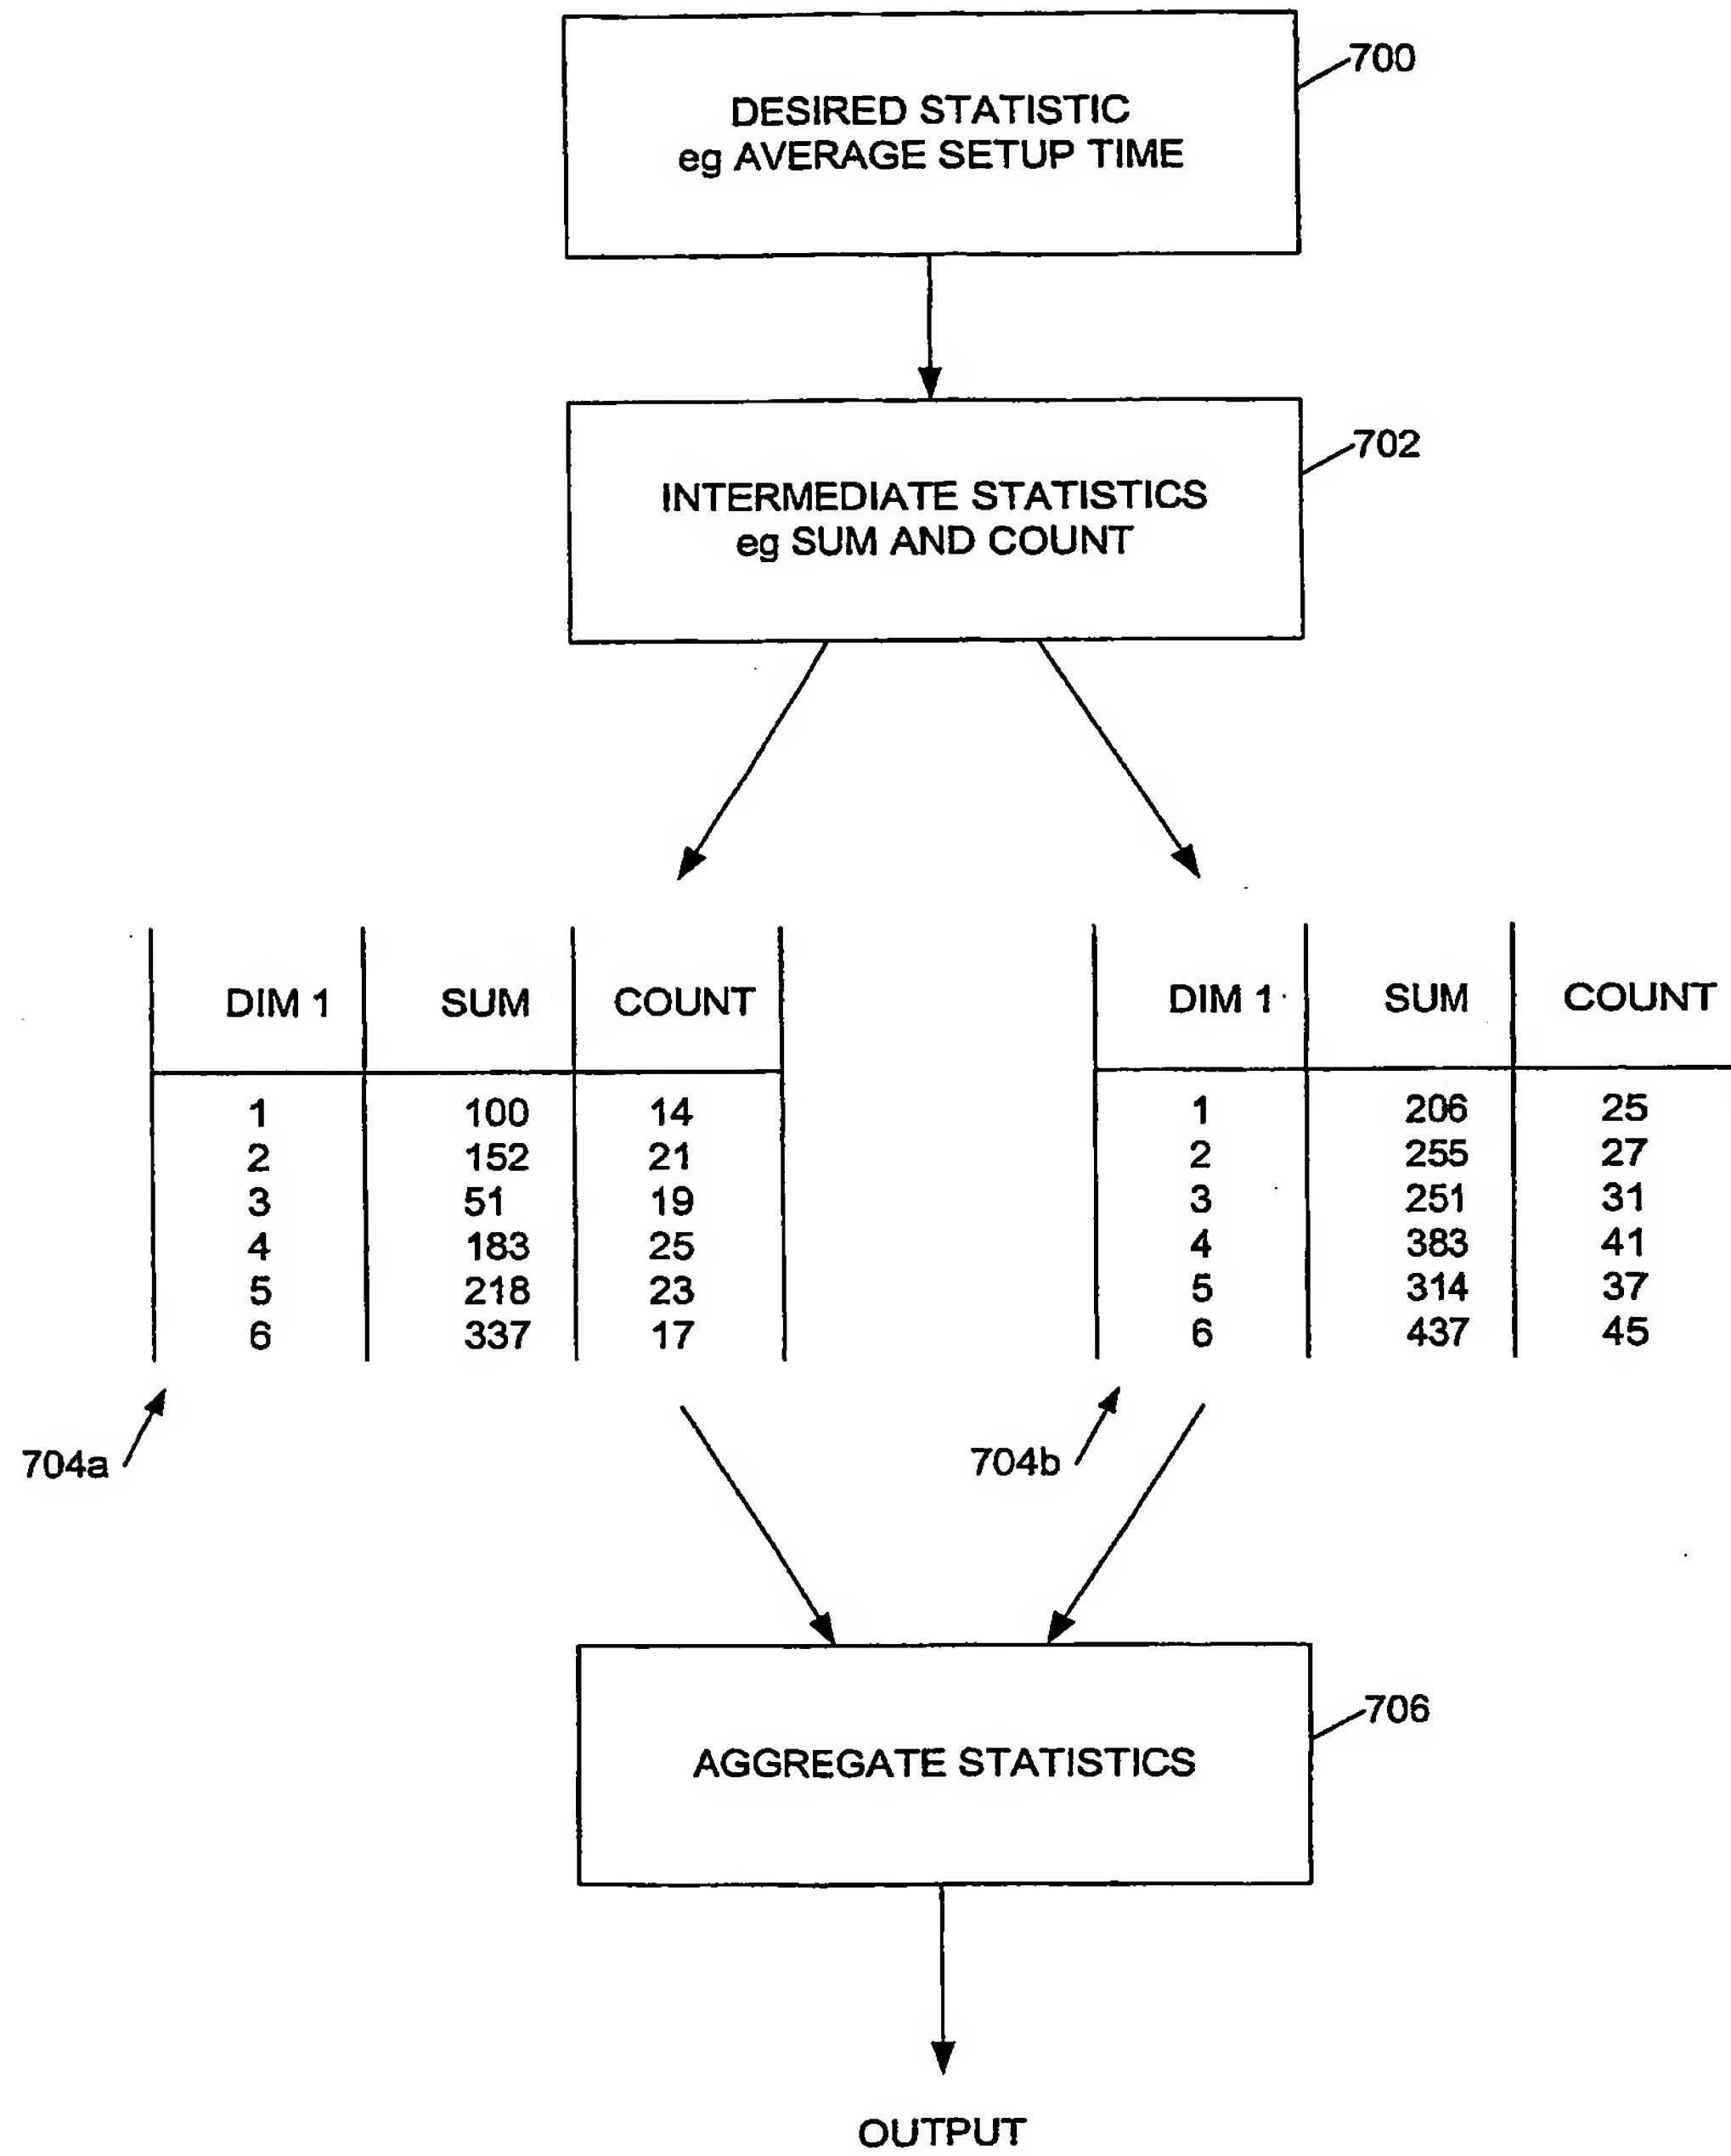 700
DESIRED STATISTIC
eg AVERAGE SETUP TIME
702
INTERMEDIATE STATISTICS
eg SUM AND COUNT
DIM 1 SUM COUNT
1 100 14
2 152 21
3 51 19
4 183 25
5 218 23
6 337 17
704a
DIM 1 SUM COUNT
1 206 25
2 255 27
3 251 31
4 383 41
5 314 37
6 437 45
704b
706
AGGREGATE STATISTICS
OUTPUT